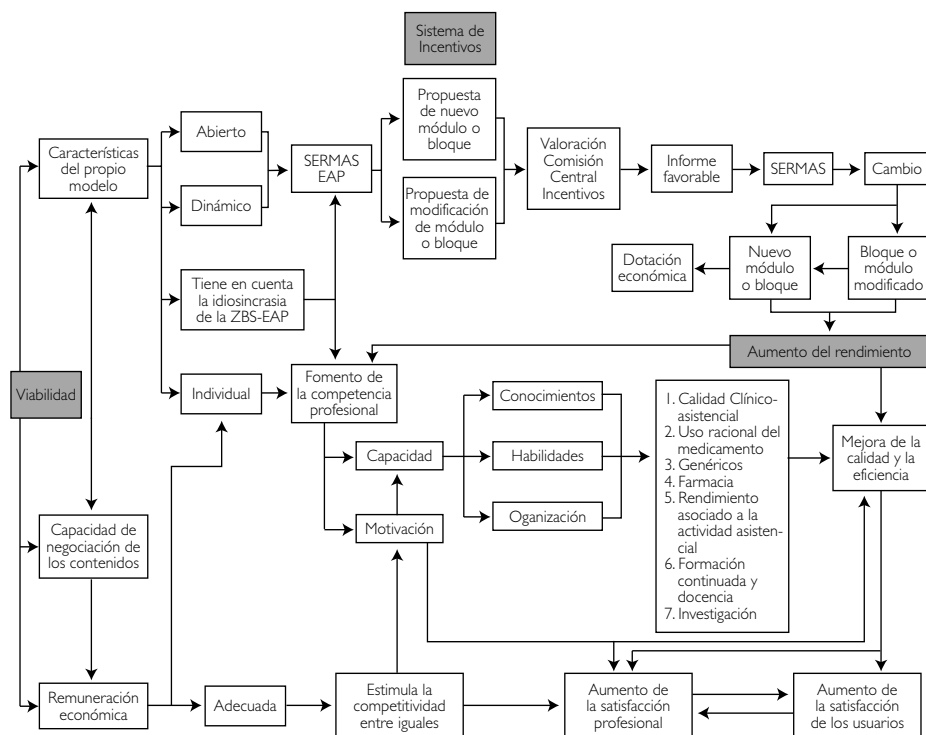 Sistema de
Incentivos
Características
del propio
modelo
Abierto
Dinámico
SERMAS
EAP
Propuesta
de nuevo
módulo o
bloque
Propuesta de
modificación
de módulo
o bloque
Valoración
Comisión
Central
Incentivos
Informe
favorable
SERMAS
Cambio
Dotación
económica
Nuevo
módulo
o bloque
Bloque o
módulo
modificado
Tiene en cuenta
la idiosincrasia
de la ZBS-EAP
Aumento del rendimiento
Viabilidad
Individual
Fomento de
la competencia
profesional
Capacidad
Motivación
Conocimientos
Habilidades
Oganización
1. Calidad Clínico-
asistencial
2. Uso racional del
medicamento
3. Genéricos
4. Farmacia
5. Rendimiento
asociado a la
actividad asisten-
cial
6. Formación
continuada y
docencia
7. Investigación
Mejora de la
calidad y la
eficiencia
Capacidad de
negociación de
los contenidos
Remuneración
económica
Adecuada
Estimula la
competitividad
entre iguales
Aumento de
la satisfacción
profesional
Aumento de
la satisfacción
de los usuarios